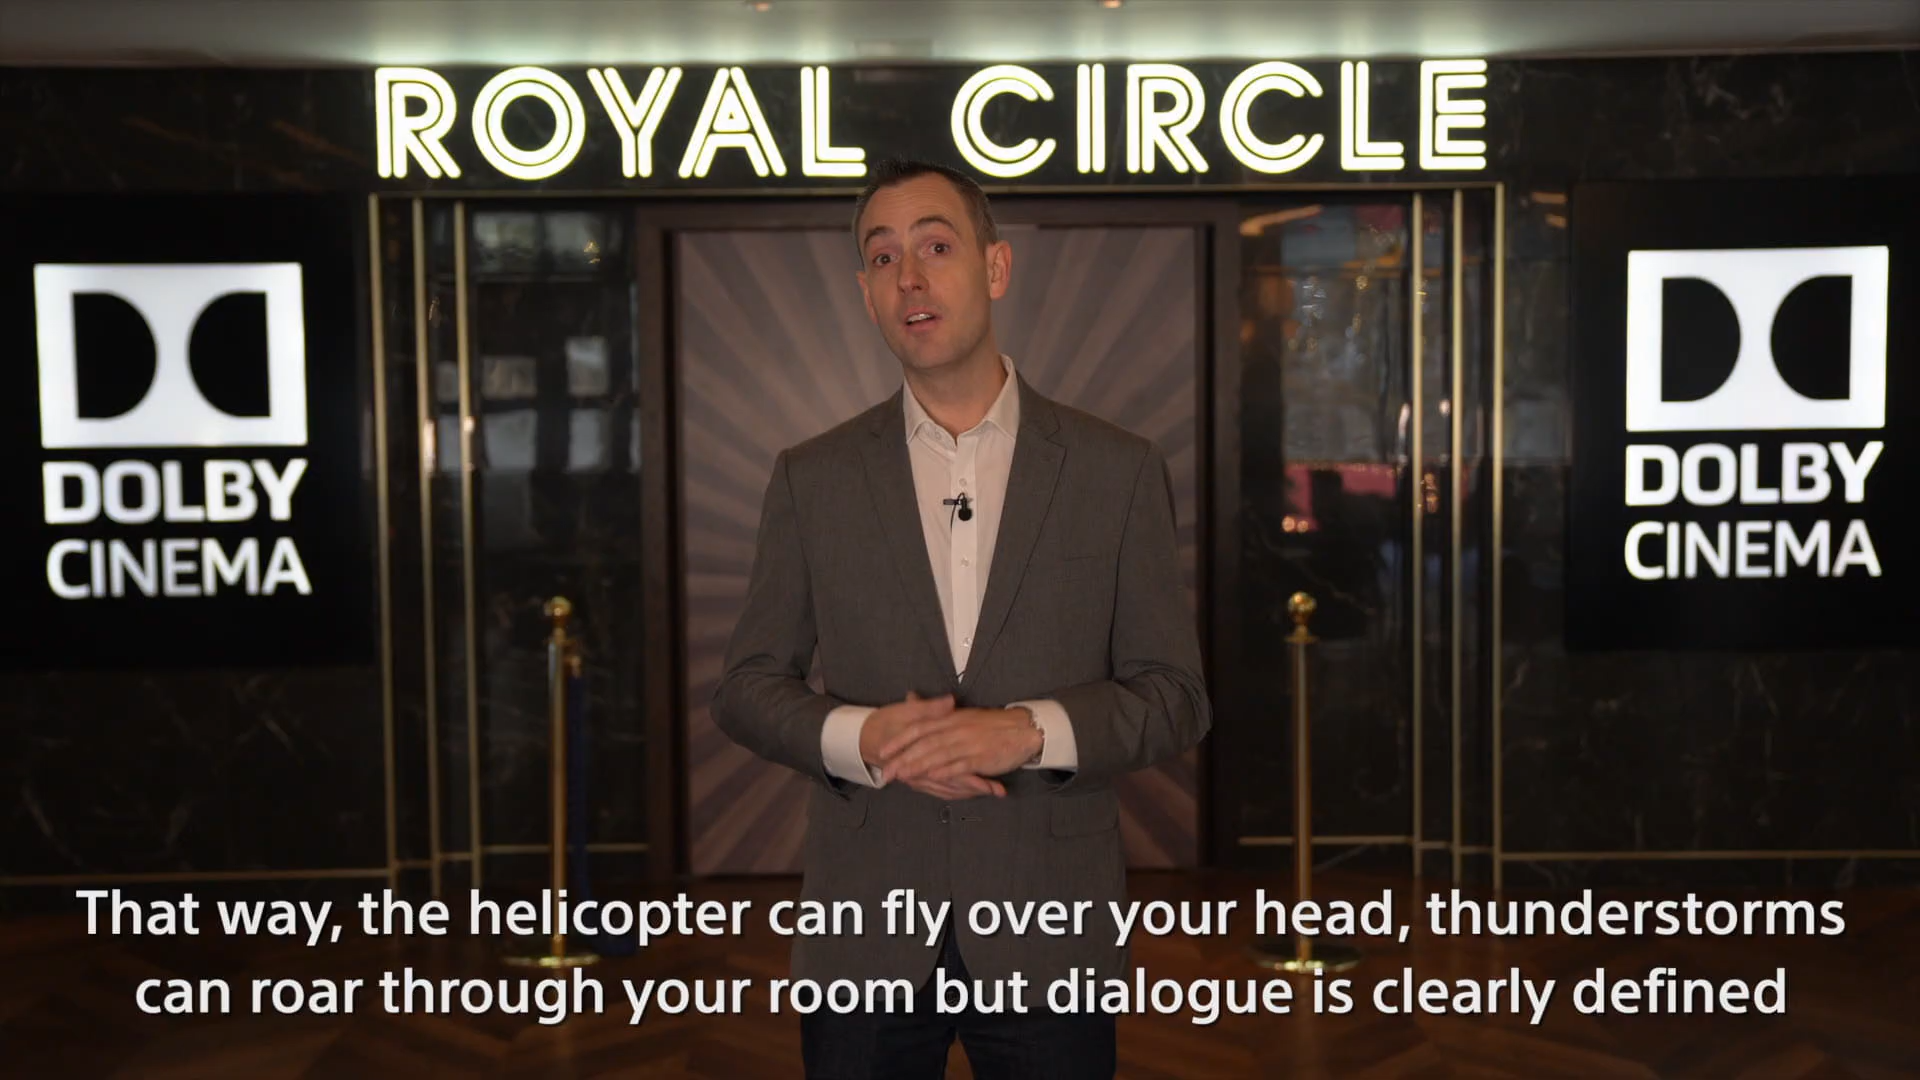 ROYAL CIRCLE
DOLBY
CINEMA
DOLBY
CINEMA
That way, the helicopter can fly over your head, thunderstorms
can roar through your room but dialogue is clearly defined